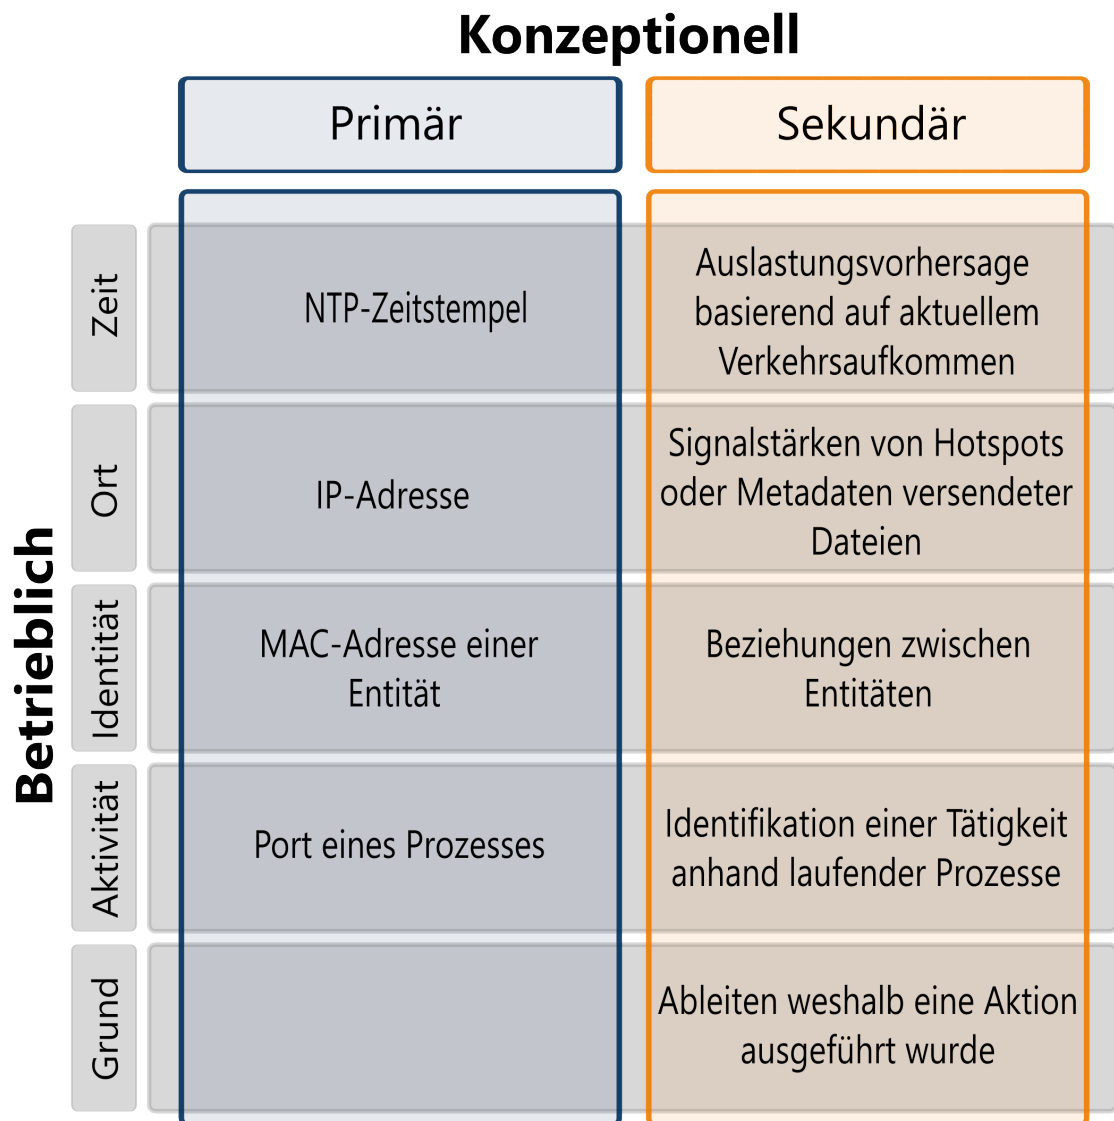 Konzeptionell
Primär
Sekundär
Betrieblich
Zeit
NTP-Zeitstempel
Auslastungsvorhersage
basierend auf aktuellem
Verkehrsaufkommen
Ort
IP-Adresse
Signalstärken von Hotspots
oder Metadaten versendeter
Dateien
Identität
MAC-Adresse einer
Entität
Beziehungen zwischen
Entitäten
Aktivität
Port eines Prozesses
Identifikation einer Tätigkeit
anhand laufender Prozesse
Grund
Ableiten weshalb eine Aktion
ausgeführt wurde